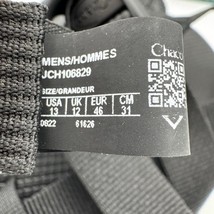 MENS/HOMMES
JCH106829
SIZE/GRANDEUR
USA UK EUR CM
13 12 46 31
0822 61626
Chaco